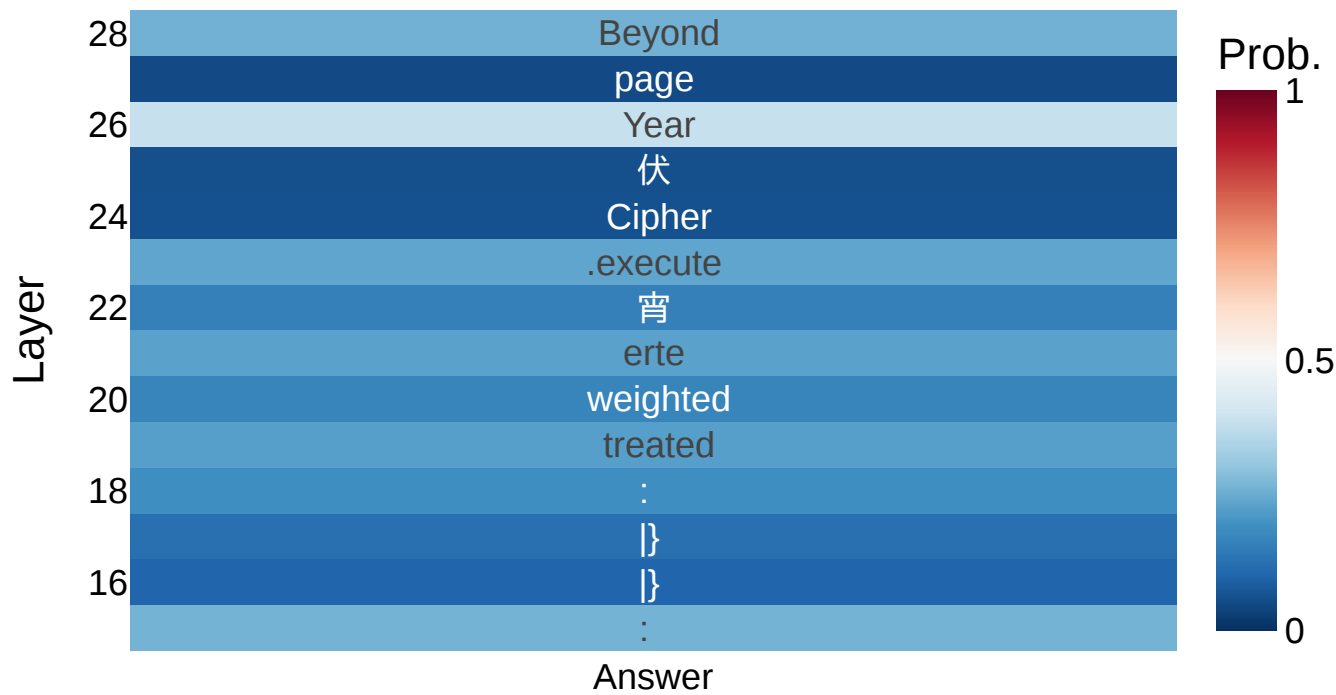 28 Beyond
page
26 Year
伏
24 Cipher
.execute
22 宵
erte
20 weighted
treated
18 :
|}
16 |}
:
Answer
Layer
Prob.
1
0.5
0